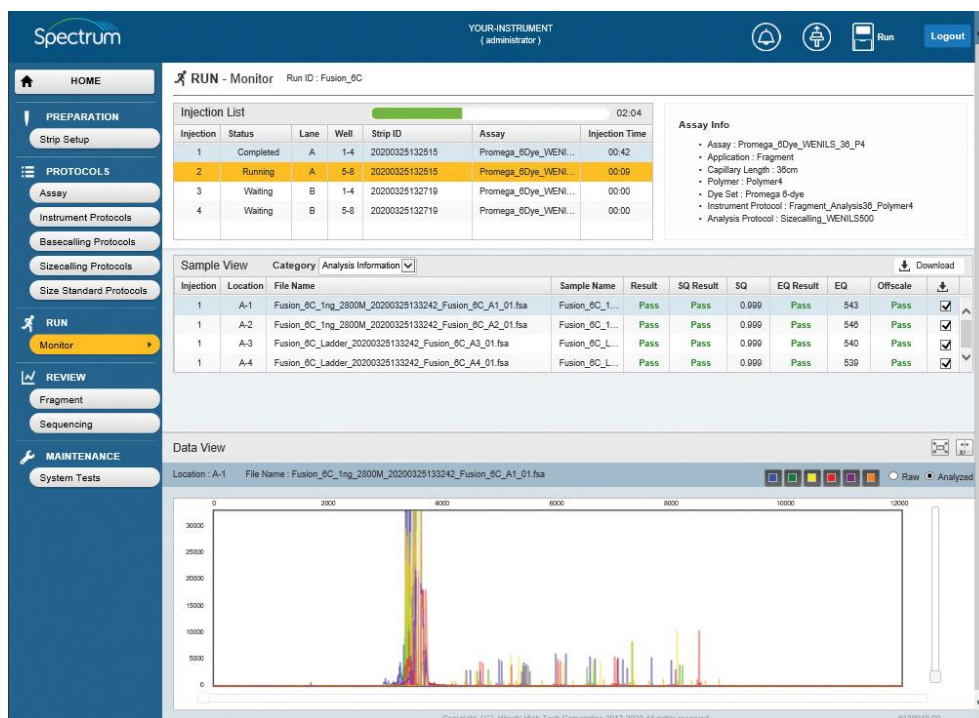 Spectrum
YOUR-INSTRUMENT
( administrator )
Run
Logout
HOME
PREPARATION
Strip Setup
PROTOCOLS
Assay
Instrument Protocols
Basecalling Protocols
Sizecalling Protocols
Size Standard Protocols
RUN
Monitor
REVIEW
Fragment
Sequencing
MAINTENANCE
System Tests
RUN - Monitor Run ID : Fusion_6C
Injection List 02:04
Injection Status Lane Well Strip ID Assay Injection Time
1 Completed A 1-4 20200325132515 Promega_6Dye_WENI... 00:42
2 Running A 5-8 20200325132515 Promega_6Dye_WENI... 00:09
3 Waiting B 1-4 20200325132719 Promega_6Dye_WENI... 00:00
4 Waiting B 5-8 20200325132719 Promega_6Dye_WENI... 00:00
Assay Info
• Assay : Promega_6Dye_WENILS_36_P4
• Application : Fragment
• Capillary Length : 36cm
• Polymer : Polymer4
• Dye Set : Promega 6-dye
• Instrument Protocol : Fragment_Analysis36_Polymer4
• Analysis Protocol : Sizecalling_WENILS500
Sample View Category Analysis Information Download
Injection Location File Name Sample Name Result SQ Result SQ EQ Result EQ Offscale
1 A-1 Fusion_6C_1ng_2800M_20200325133242_Fusion_6C_A1_01.fsa Fusion_6C_1... Pass Pass 0.999 Pass 543 Pass
1 A-2 Fusion_6C_1ng_2800M_20200325133242_Fusion_6C_A2_01.fsa Fusion_6C_1... Pass Pass 0.999 Pass 546 Pass
1 A-3 Fusion_6C_Ladder_20200325133242_Fusion_6C_A3_01.fsa Fusion_6C_L... Pass Pass 0.999 Pass 540 Pass
1 A-4 Fusion_6C_Ladder_20200325133242_Fusion_6C_A4_01.fsa Fusion_6C_L... Pass Pass 0.999 Pass 539 Pass
Data View
Location : A-1 File Name : Fusion_6C_1ng_2800M_20200325133242_Fusion_6C_A1_01.fsa Raw Analyzed
0 2000 4000 6000 8000 10000 12000
30000
25000
20000
15000
10000
5000
0